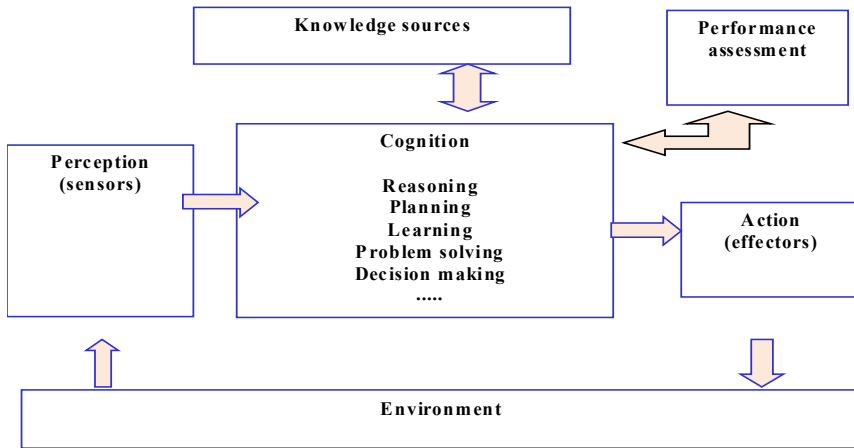 Knowledge sources
Performance
assessment
Cognition
Perception
(sensors)
Reasoning
Planning
Learning
Problem solving
Decision making
.....
Action
(effectors)
Environment